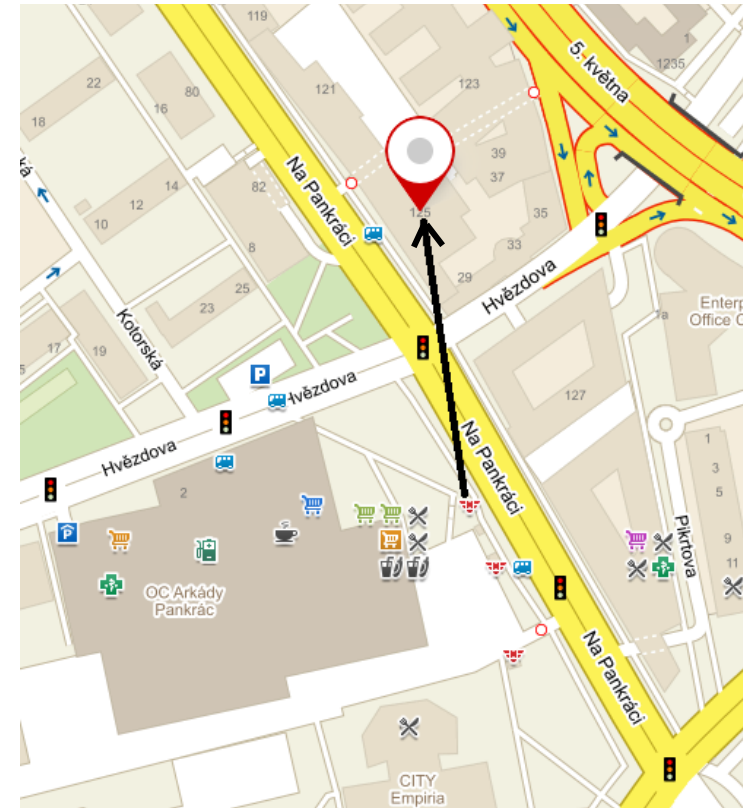 119
5. května
1
1235
22
80
121
123
16
18
39
37
14
82
12
125
35
10
Na Pankráci
33
8
29
Hvězdova
25
Enterp
Office C
23
1a
Kotorská
17
19
P
Hvězdova
127
Na Pankráci
1
Hvězdova
3
2
5
P
Pikrtova
9
11
OC Arkády
Pankrác
Na Pankráci
CITY
Empiria